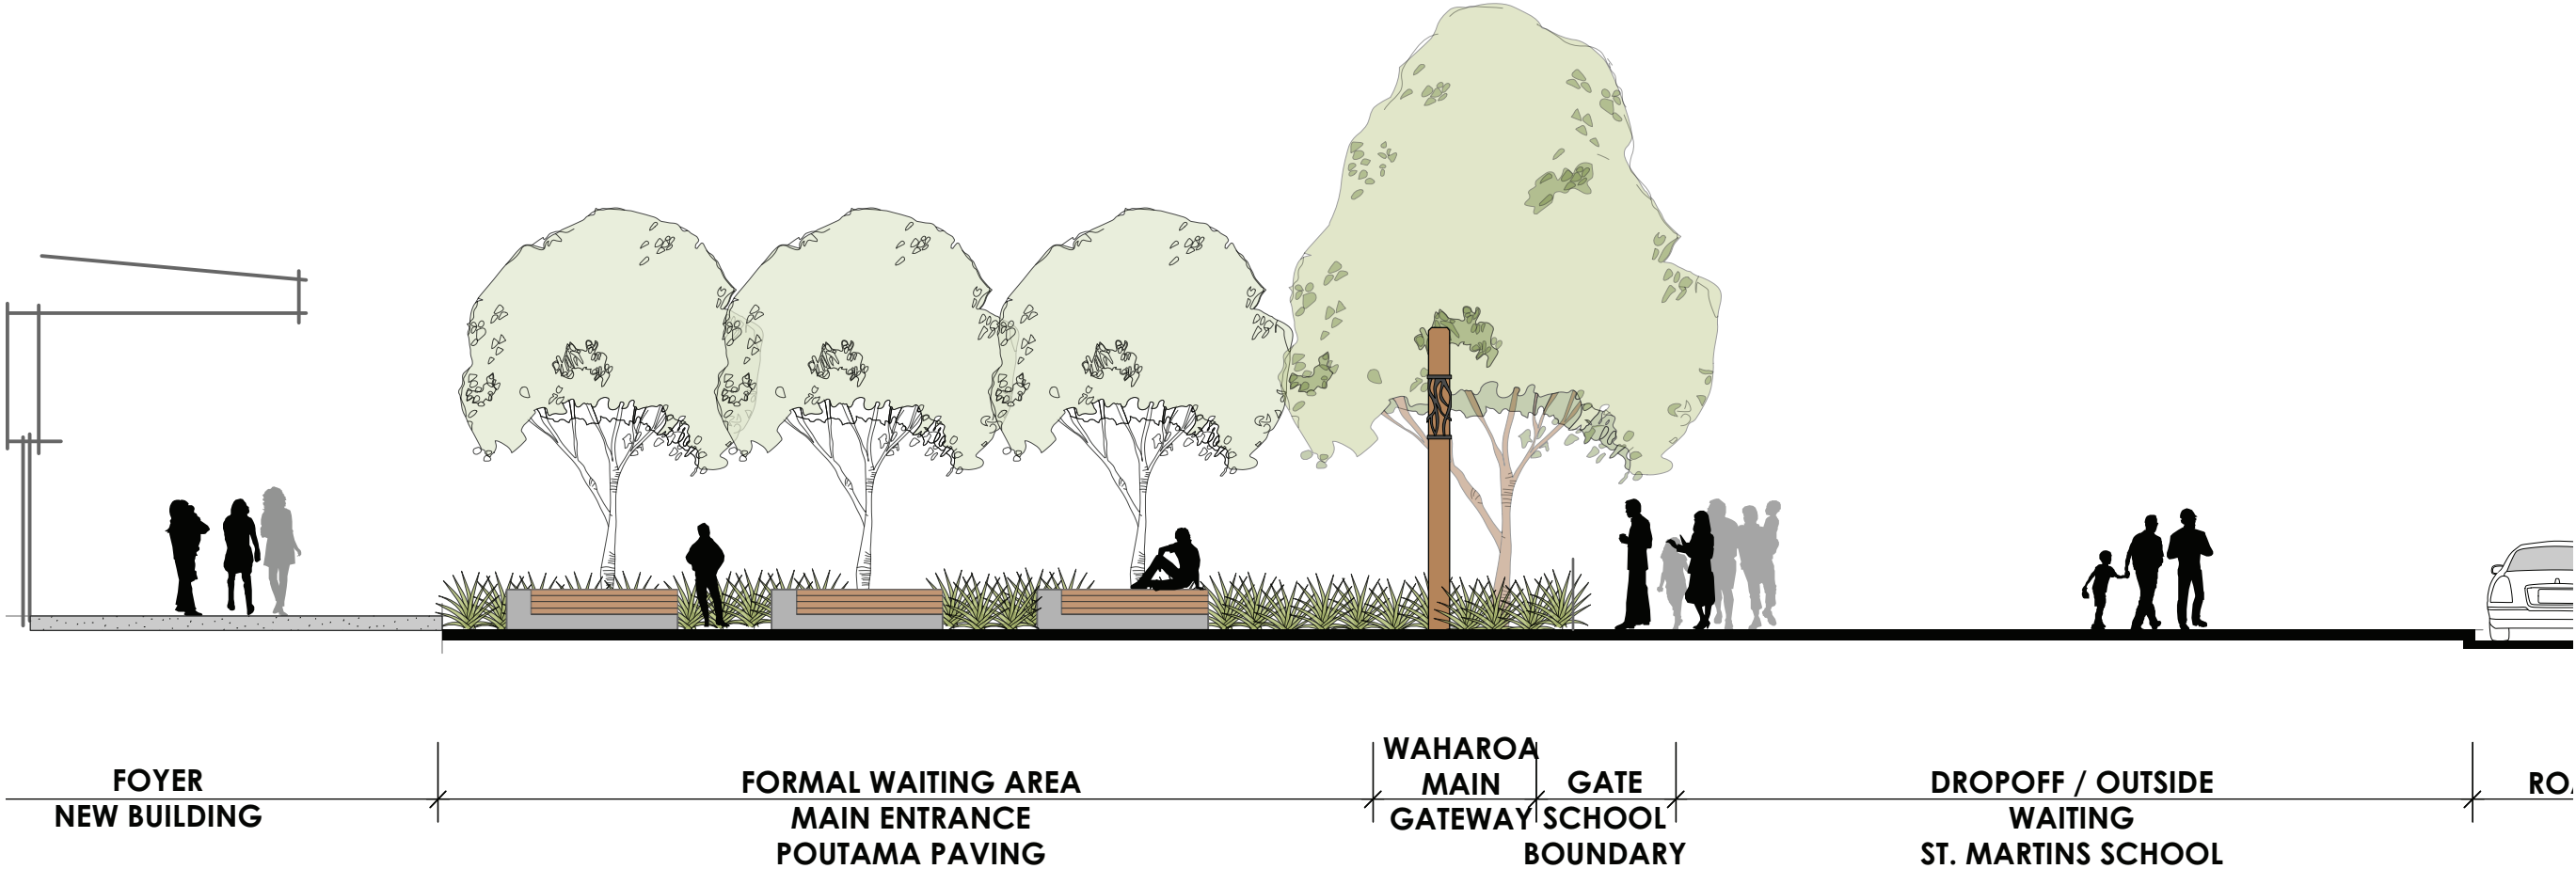 FOYER
NEW BUILDING
FORMAL WAITING AREA
MAIN ENTRANCE
POUTAMA PAVING
WAHAROA
MAIN
GATEWAY
GATE
SCHOOL
BOUNDARY
DROPOFF / OUTSIDE
WAITING
ST. MARTINS SCHOOL